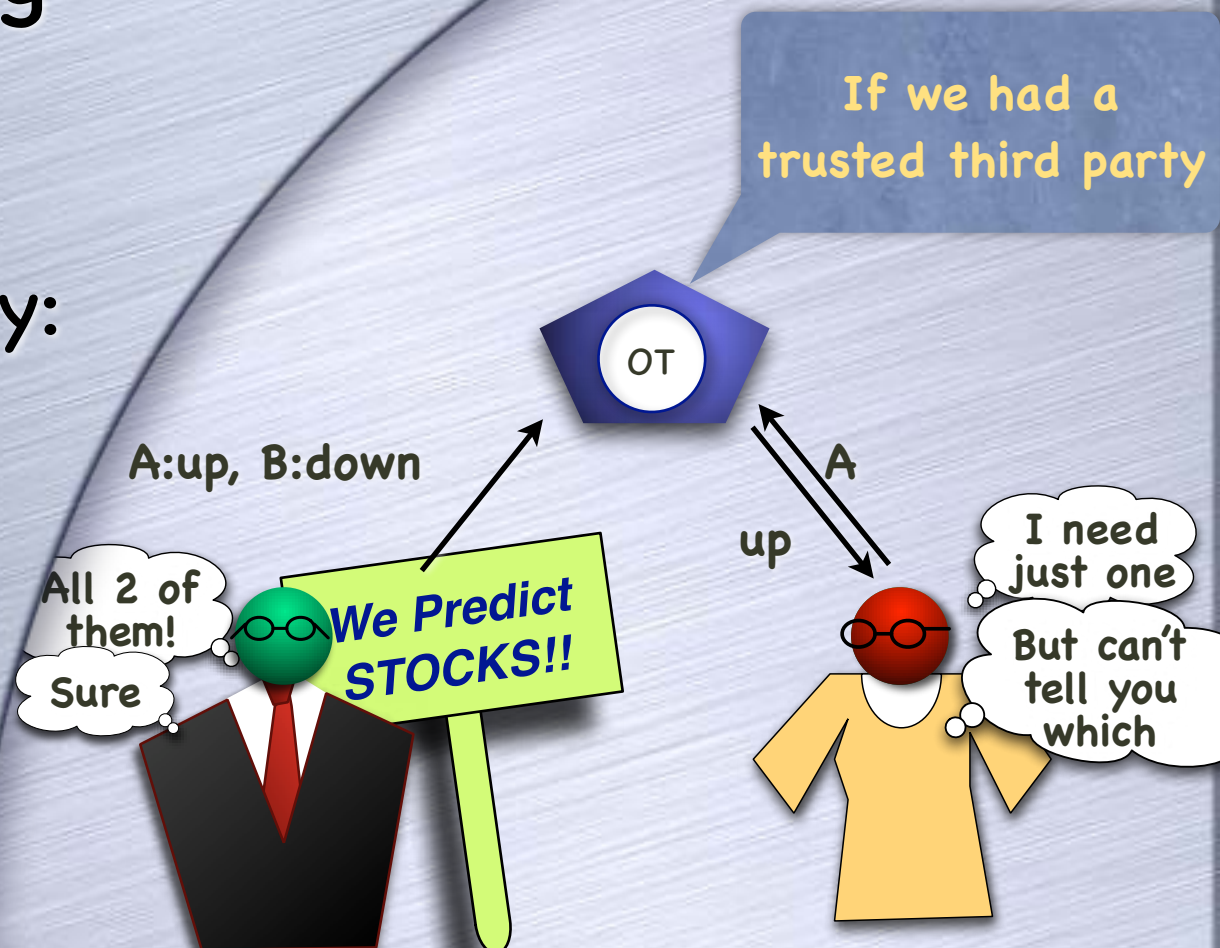 If we had a
trusted third party
y:
OT
A:up, B:down
A
up
I need
just one
All 2 of
them!
We Predict
STOCKS!!
But can't
tell you
which
Sure